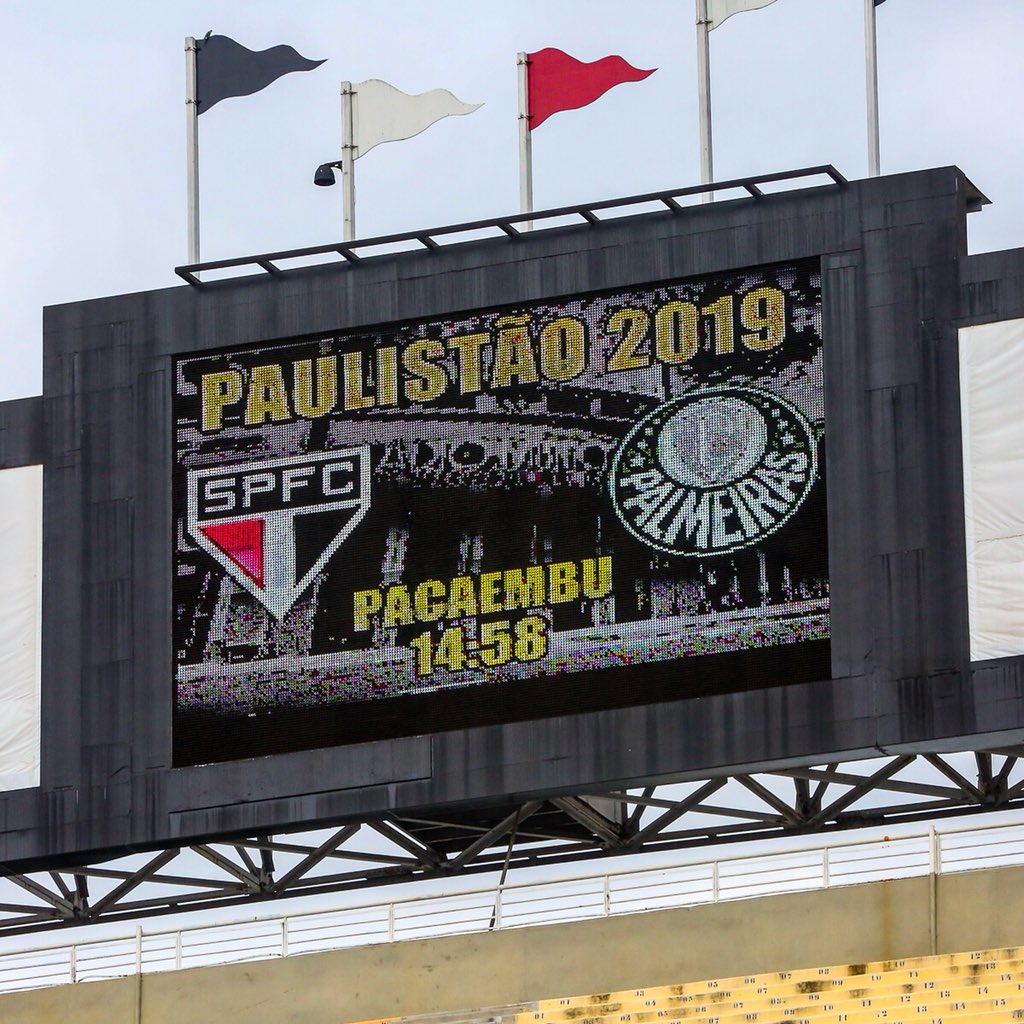 PAULISTÃO 2019
SPFC
PALMEIRAS
PACAEMBU
14:58